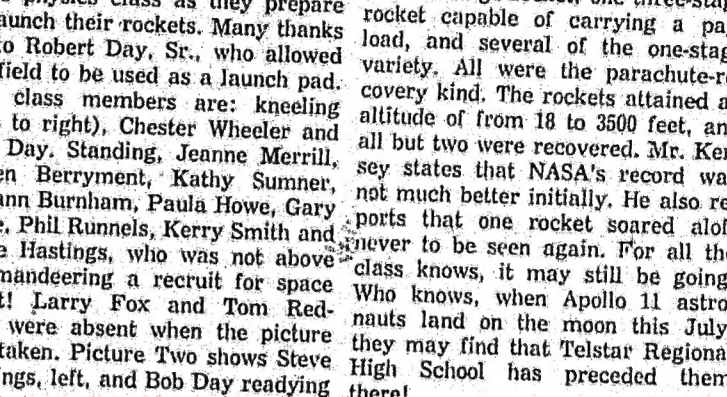 physics class as they prepare
aunch their rockets. Many thanks
o Robert Day, Sr., who allowed
field to be used as a launch pad.
class members are: kneeling
to right), Chester Wheeler and
Day. Standing, Jeanne Merrill,
en Berryment, Kathy Sumner,
ann Burnham, Paula Howe, Gary
e, Phil Runnels, Kerry Smith and
e Hastings, who was not above
mandeering a recruit for space
t! Larry Fox and Tom Red-
were absent when the picture
taken. Picture Two shows Steve
ings, left, and Bob Day readying
rocket capable of carrying a pa
load, and several of the one-stag
variety. All were the parachute-r
covery kind. The rockets attained a
altitude of from 18 to 3500 feet, an
all but two were recovered. Mr. Ker
sey states that NASA's record wa
not much better initially. He also re
ports that one rocket soared alof
never to be seen again. For all th
class knows, it may still be going
Who knows, when Apollo 11 astro
nauts land on the moon this July
they may find that Telstar Regiona
High School has preceded them
there!